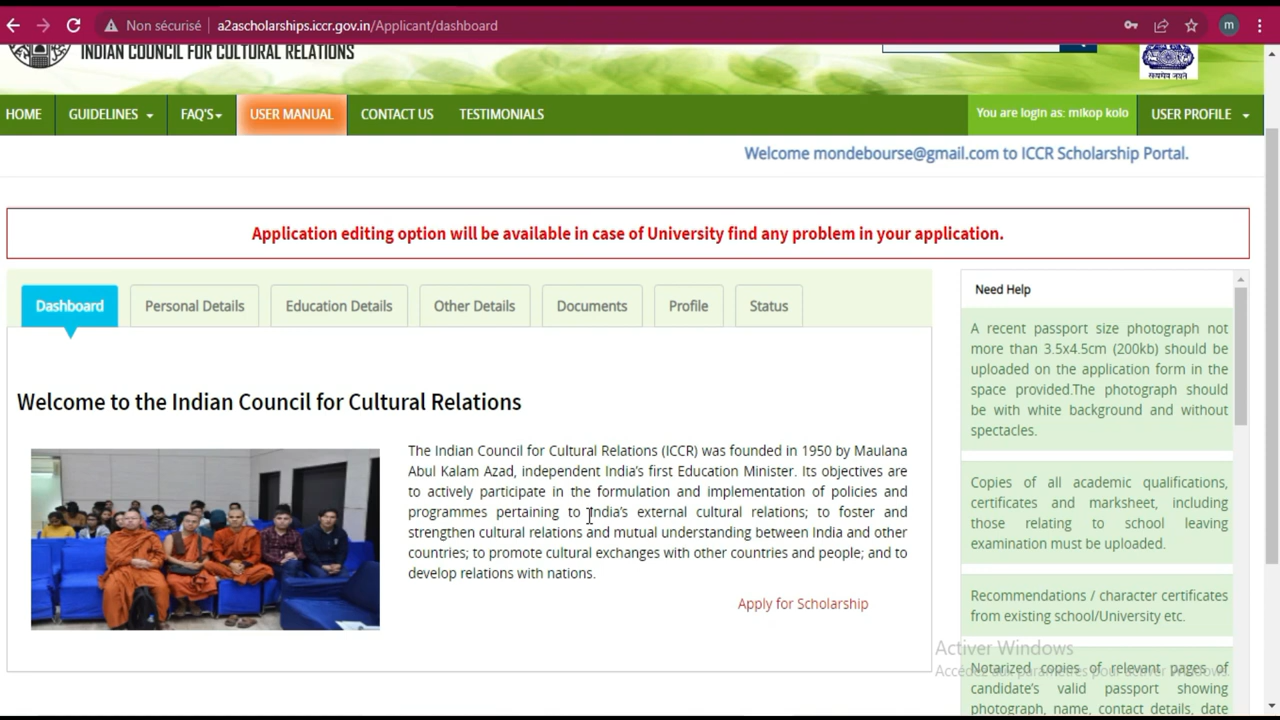 Non sécurisé a2ascholarships.iccr.gov.in/Applicant/dashboard m
INDIAN COUNCIL FOR CULTURAL RELATIONS
सत्यमेव जयते
HOME GUIDELINES FAQ'S USER MANUAL CONTACT US TESTIMONIALS You are login as: mikop kolo USER PROFILE
Welcome mondebourse@gmail.com to ICCR Scholarship Portal.
Application editing option will be available in case of University find any problem in your application.
Dashboard Personal Details Education Details Other Details Documents Profile Status
Welcome to the Indian Council for Cultural Relations
The Indian Council for Cultural Relations (ICCR) was founded in 1950 by Maulana
Abul Kalam Azad, independent India's first Education Minister. Its objectives are
to actively participate in the formulation and implementation of policies and
programmes pertaining to India's external cultural relations; to foster and
strengthen cultural relations and mutual understanding between India and other
countries; to promote cultural exchanges with other countries and people; and to
develop relations with nations.
Apply for Scholarship
Need Help
A recent passport size photograph not
more than 3.5x4.5cm (200kb) should be
uploaded on the application form in the
space provided.The photograph should
be with white background and without
spectacles.
Copies of all academic qualifications,
certificates and marksheet, including
those relating to school leaving
examination must be uploaded.
Recommendations / character certificates
from existing school/University etc.
Notarized copies of relevant pages of
candidate's valid passport showing
photograph, name, contact details, date
Activer Windows
Accédez aux paramètres pour activer Windows.